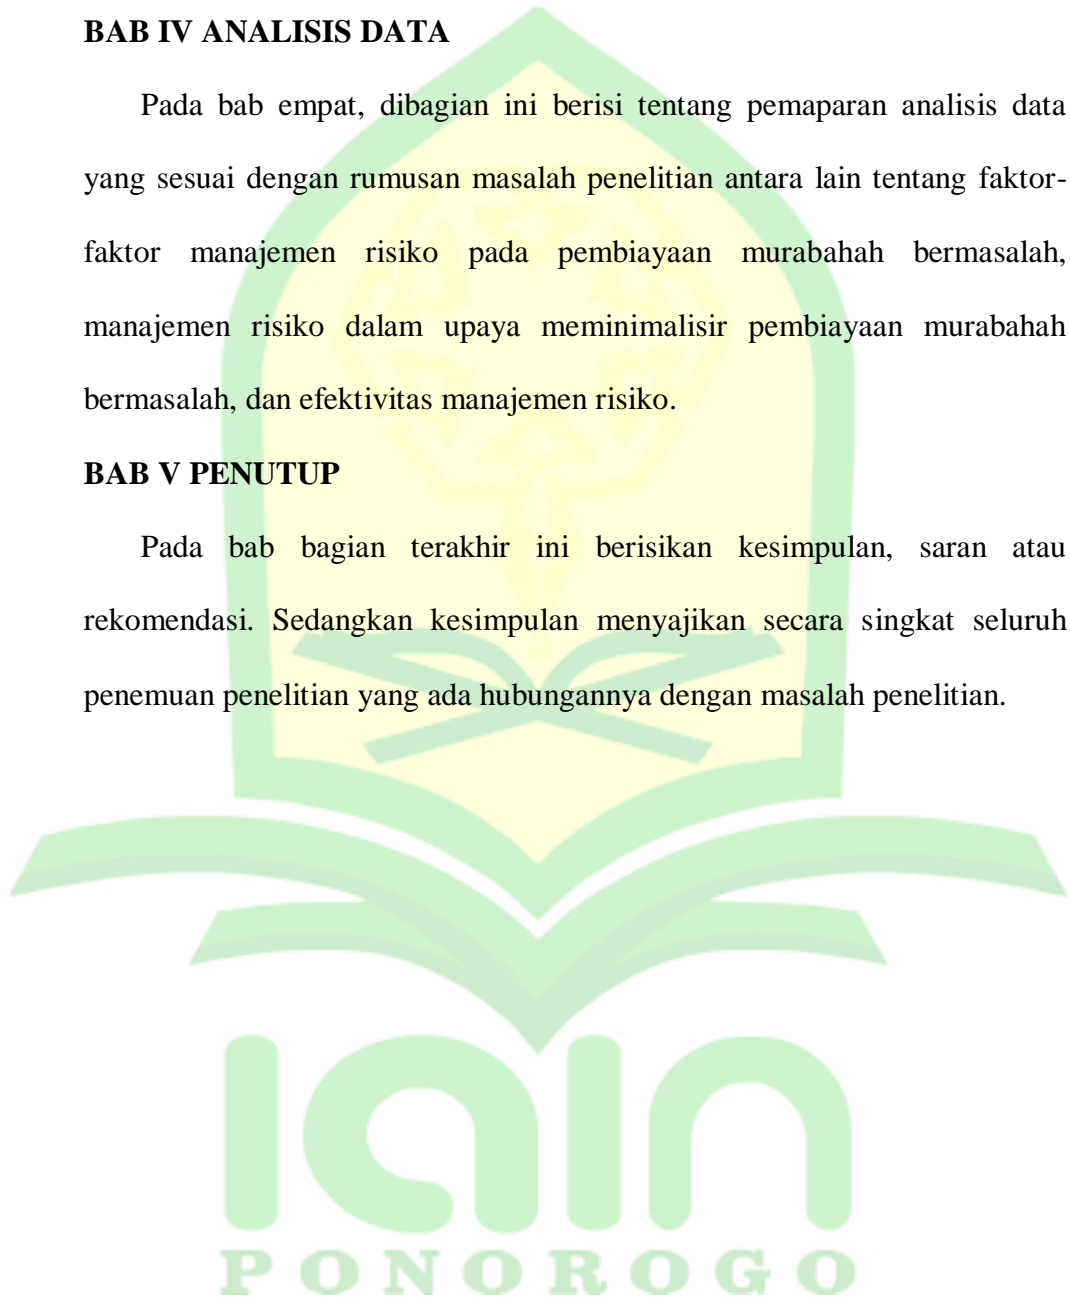 BAB IV ANALISIS DATA
Pada bab empat, dibagian ini berisi tentang pemaparan analisis data
yang sesuai dengan rumusan masalah penelitian antara lain tentang faktor-
faktor manajemen risiko pada pembiayaan murabahah bermasalah,
manajemen risiko dalam upaya meminimalisir pembiayaan murabahah
bermasalah, dan efektivitas manajemen risiko.
BAB V PENUTUP
Pada bab bagian terakhir ini berisikan kesimpulan, saran atau
rekomendasi. Sedangkan kesimpulan menyajikan secara singkat seluruh
penemuan penelitian yang ada hubungannya dengan masalah penelitian.
iain
PONOROGO